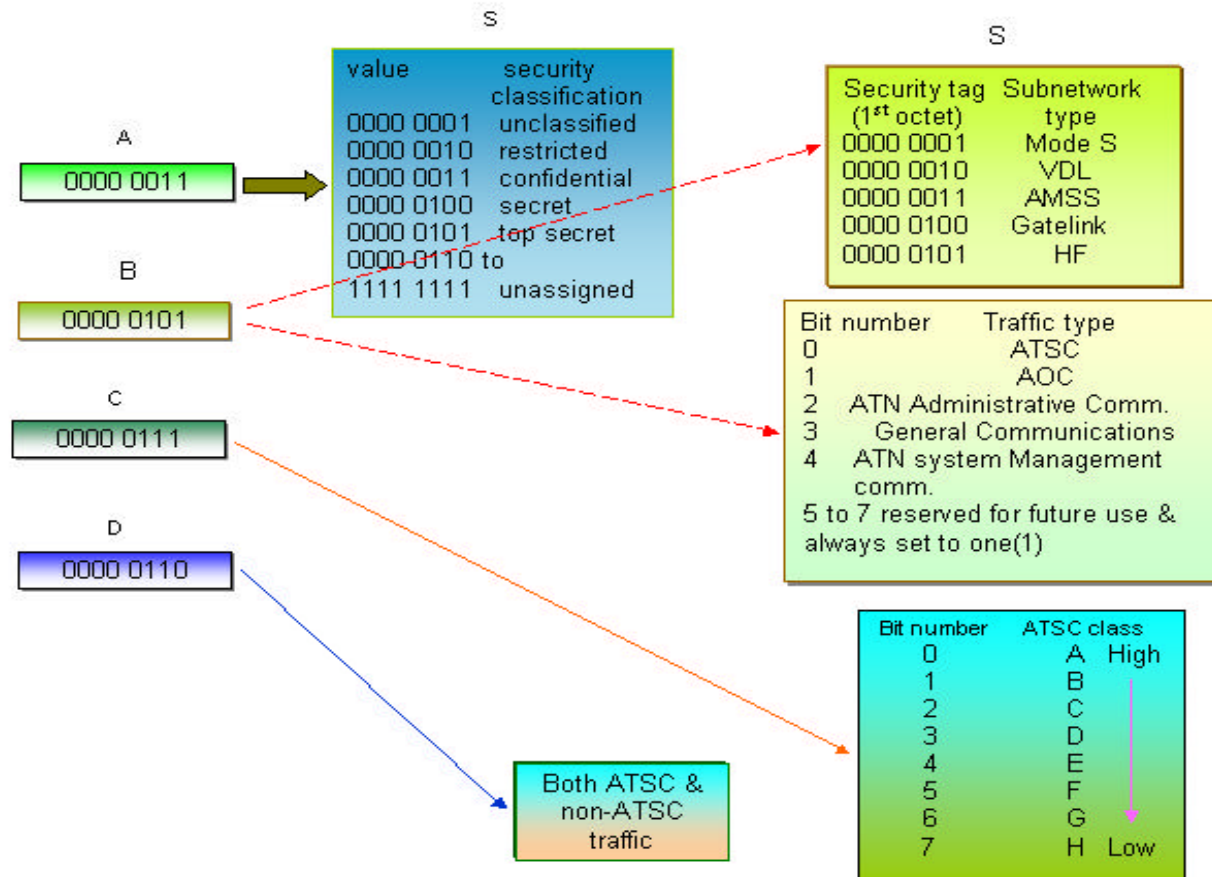 S
S
A
0000 0011
B
0000 0101
C
0000 0111
D
0000 0110
value security
classification
0000 0001 unclassified
0000 0010 restricted
0000 0011 confidential
0000 0100 secret
0000 0101 top secret
0000 0110 to
1111 1111 unassigned
Security tag Subnetwork
(1st octet) type
0000 0001 Mode S
0000 0010 VDL
0000 0011 AMSS
0000 0100 Gatelink
0000 0101 HF
Bit number Traffic type
0 ATSC
1 AOC
2 ATN Administrative Comm.
3 General Communications
4 ATN system Management
comm.
5 to 7 reserved for future use &
always set to one(1)
Bit number ATSC class
0 A High
1 B
2 C
3 D
4 E
5 F
6 G
7 H Low
Both ATSC &
non-ATSC
traffic